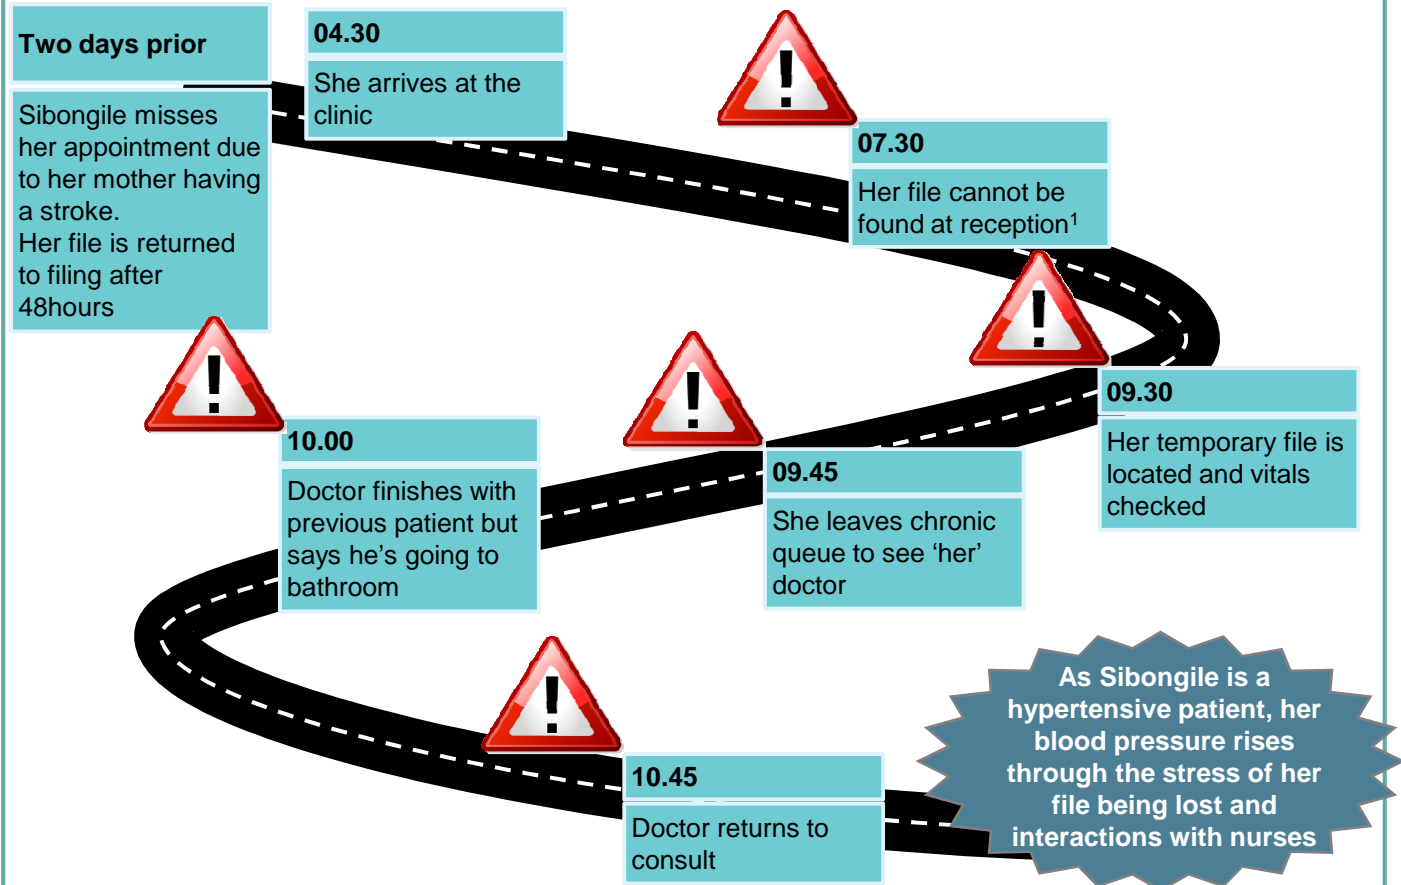 Two days prior
Sibongile misses
her appointment due
to her mother having
a stroke.
Her file is returned
to filing after
48hours
04.30
She arrives at the
clinic
07.30
Her file cannot be
found at reception¹
09.30
Her temporary file is
located and vitals
checked
09.45
She leaves chronic
queue to see ‘her’
doctor
10.00
Doctor finishes with
previous patient but
says he’s going to
bathroom
10.45
Doctor returns to
consult
As Sibongile is a
hypertensive patient, her
blood pressure rises
through the stress of her
file being lost and
interactions with nurses